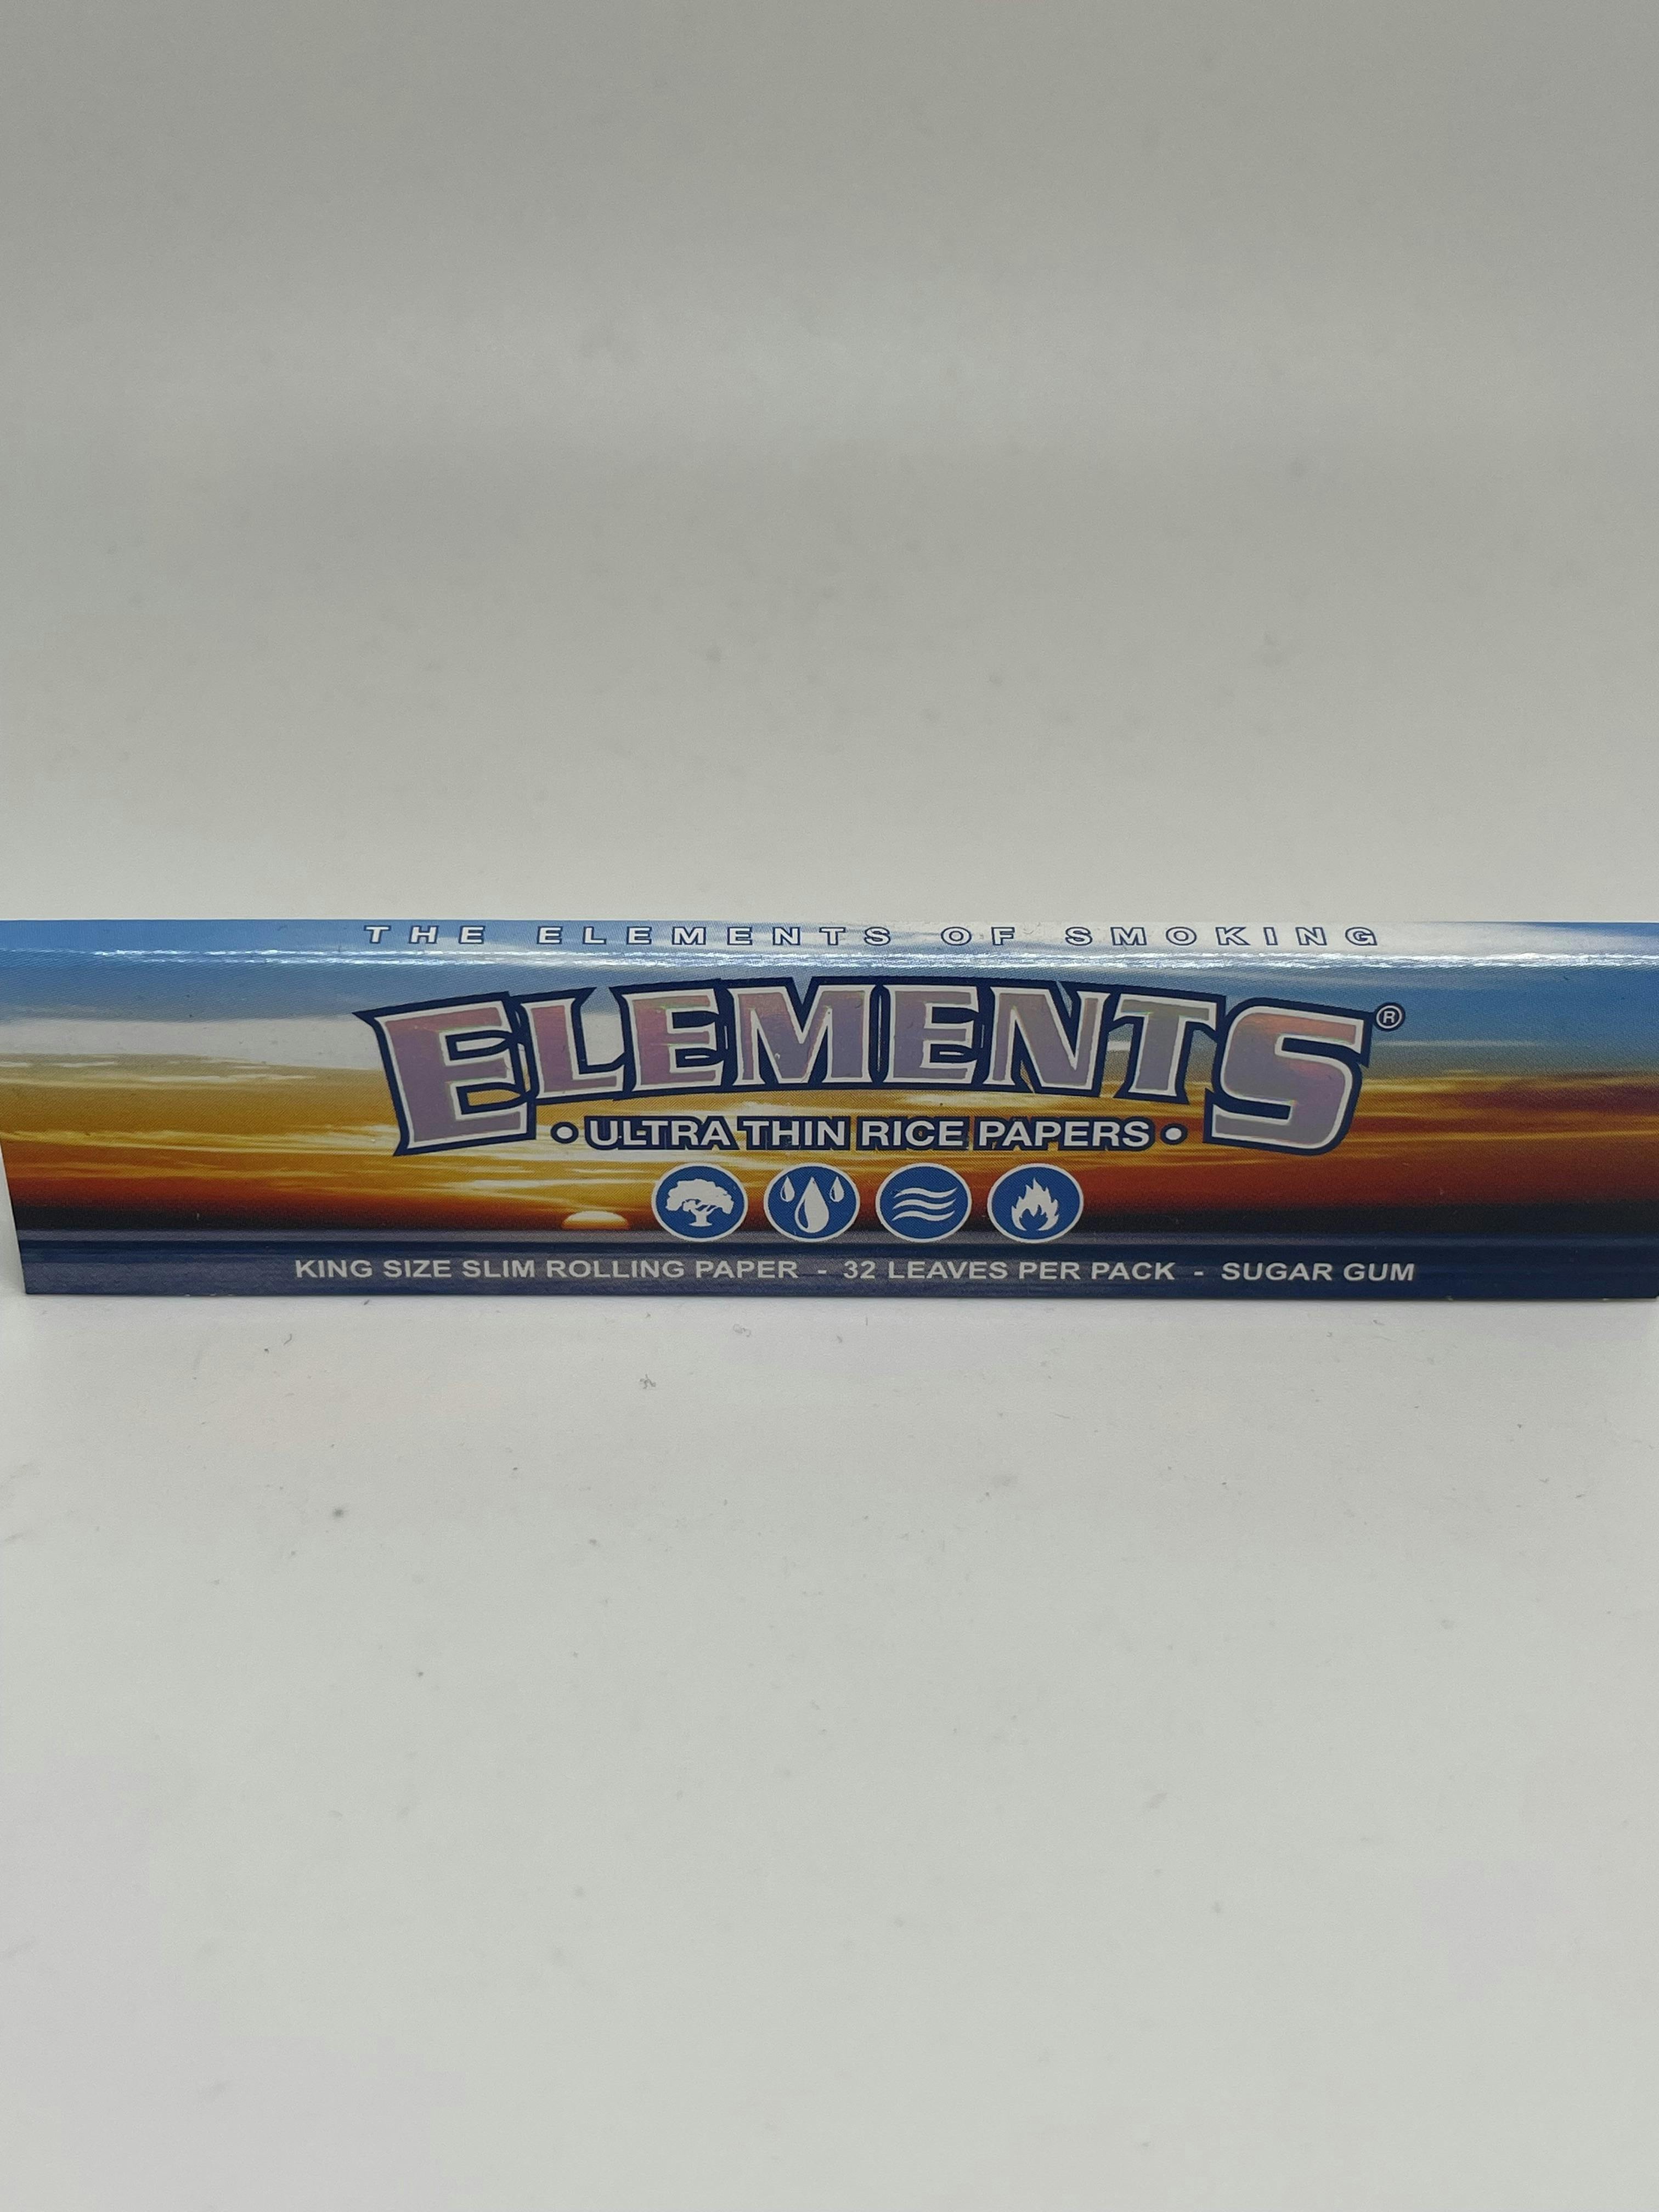 THE ELEMENTS OF SMOKING
ELEMENTS®
• ULTRA THIN RICE PAPERS •
KING SIZE SLIM ROLLING PAPER - 32 LEAVES PER PACK - SUGAR GUM